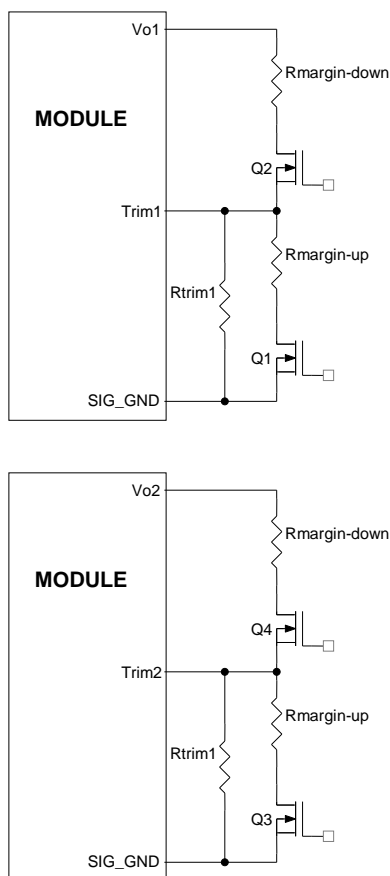 Vo1
Rmargin-down
MODULE
Q2
Trim1
Rmargin-up
Rtrim1
Q1
SIG_GND
Vo2
Rmargin-down
MODULE
Q4
Trim2
Rmargin-up
Rtrim1
Q3
SIG_GND